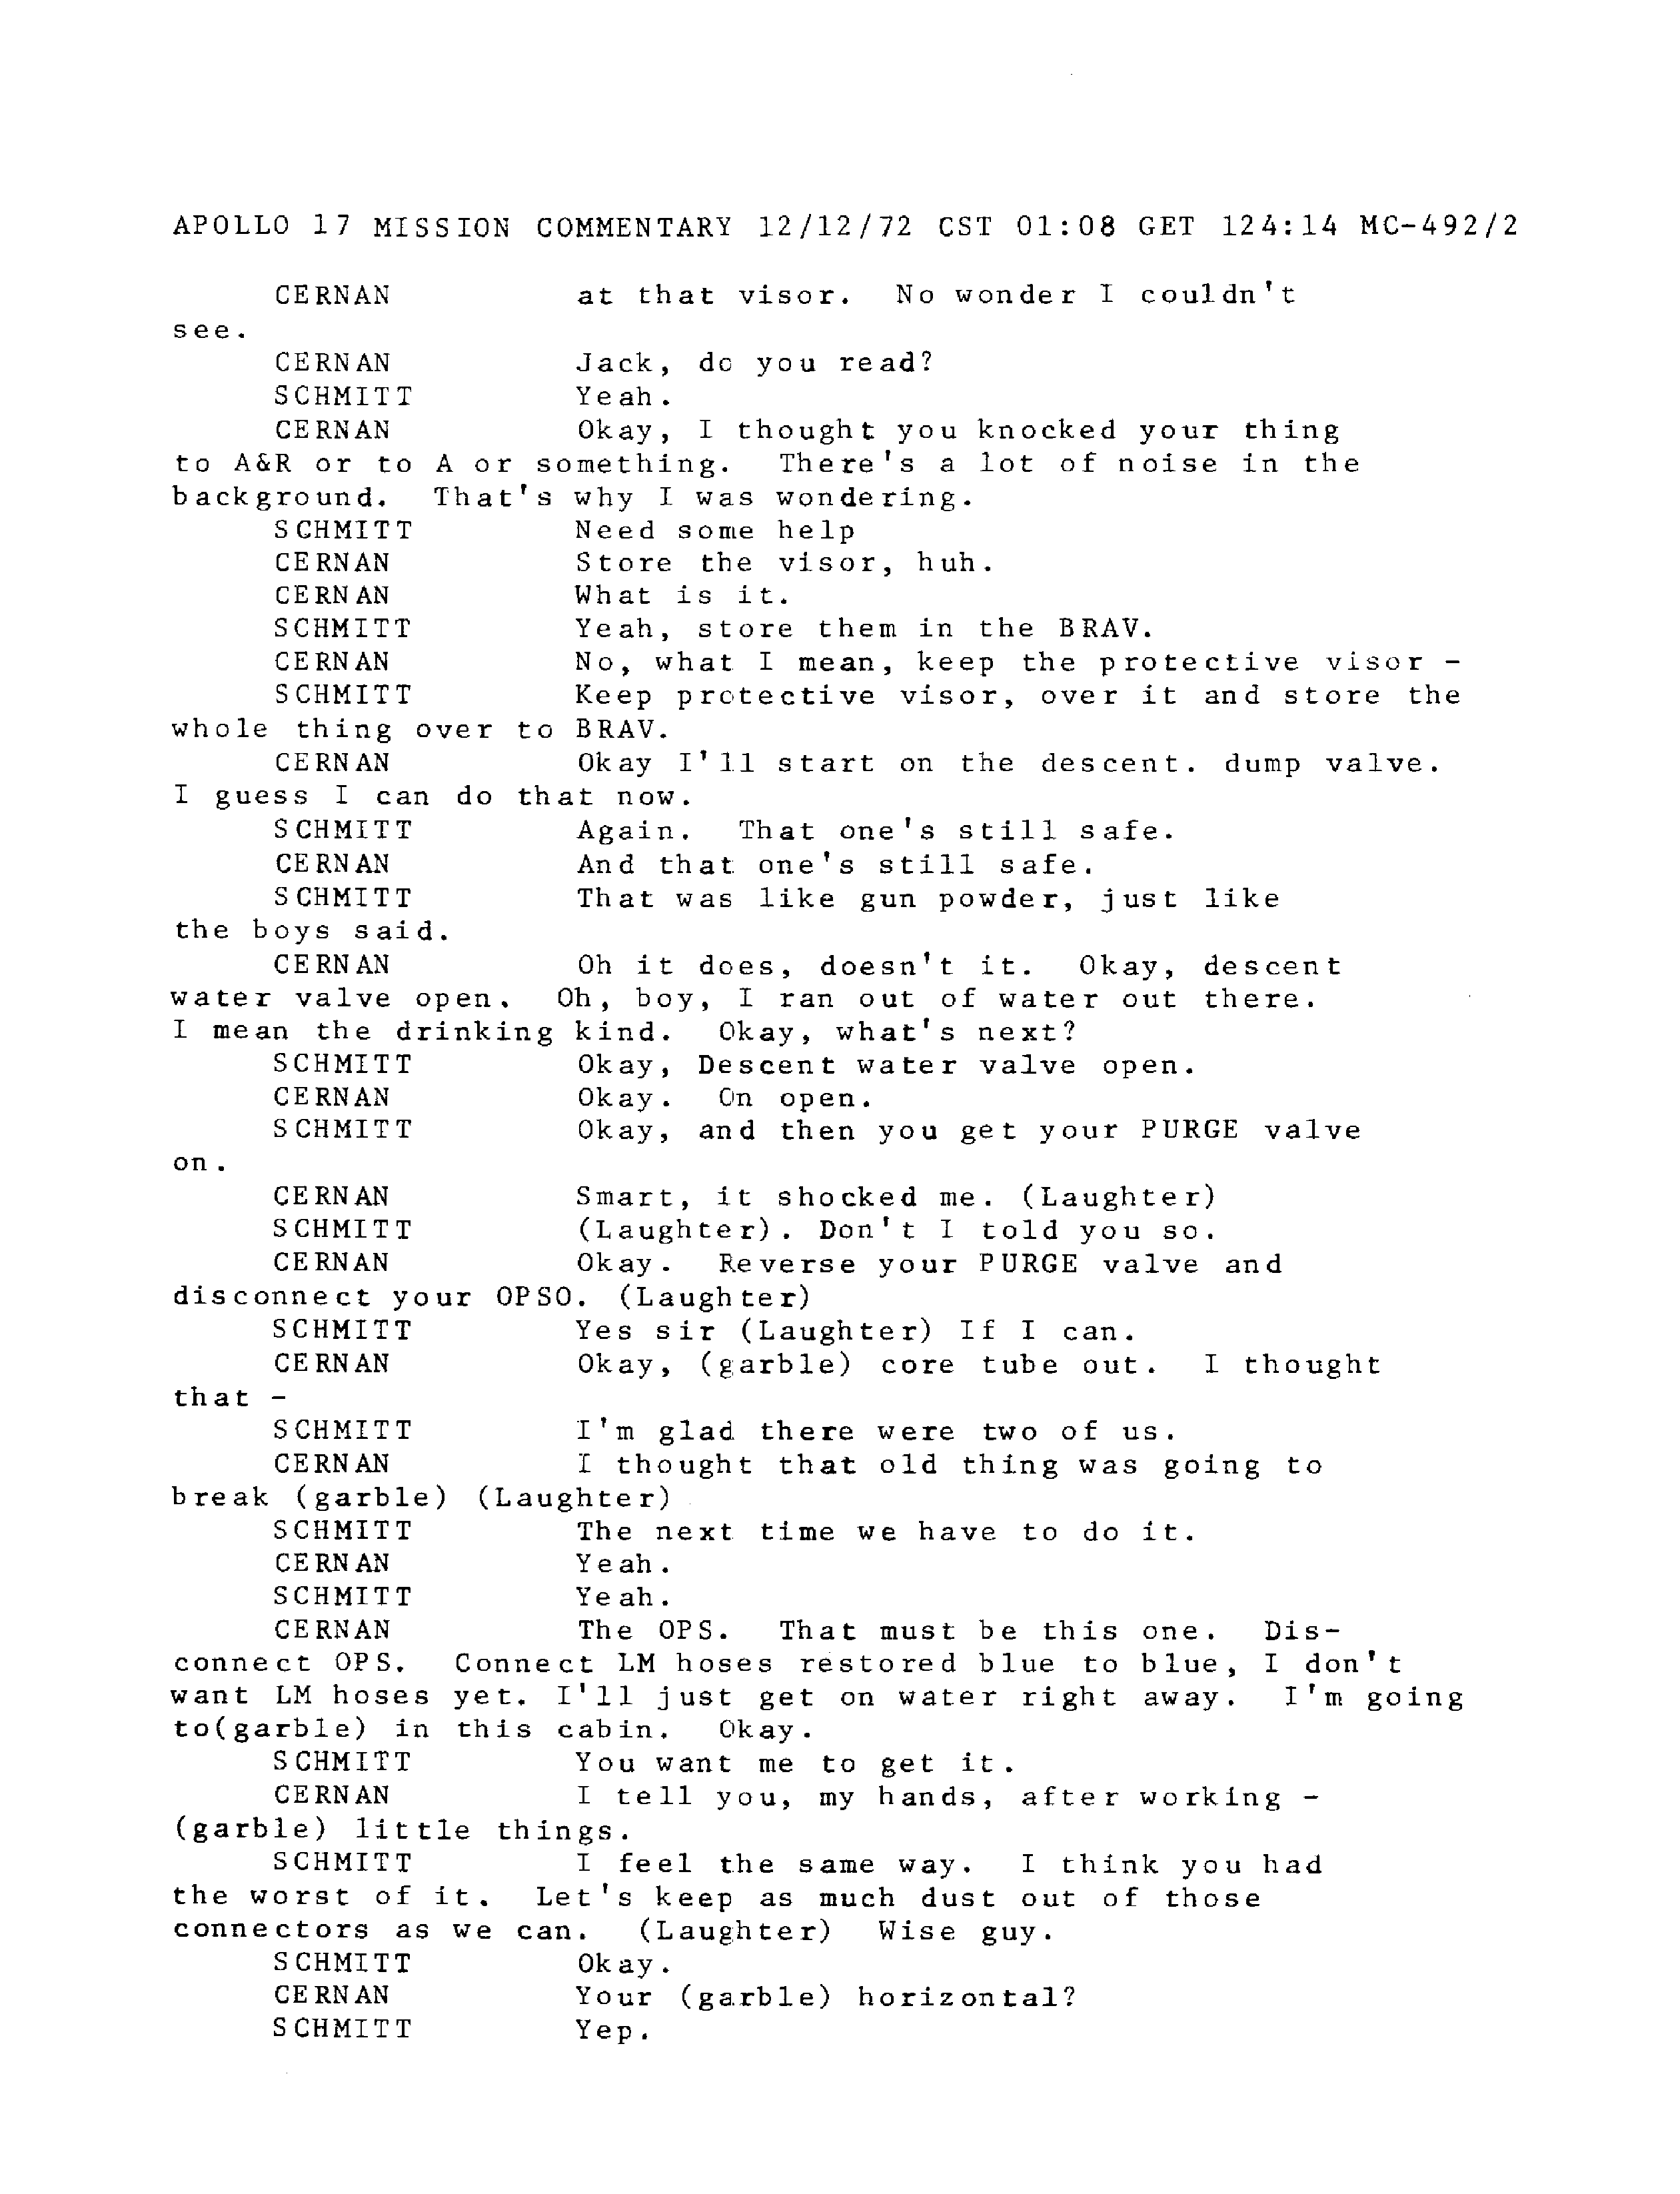 APOLLO 17 MISSION COMMENTARY 12/12/72 CST 01:08 GET 124:14 MC-492/2
CERNAN at that visor. No wonder I couldn't
see.
CERNAN Jack, do you read?
SCHMITT Yeah.
CERNAN Okay, I thought you knocked your thing
to A&R or to A or something. There's a lot of noise in the
background. That's why I was wondering.
SCHMITT Need some help
CERNAN Store the visor, huh.
CERNAN What is it.
SCHMITT Yeah, store them in the BRAV.
CERNAN No, what I mean, keep the protective visor -
SCHMITT Keep protective visor, over it and store the
whole thing over to BRAV.
CERNAN Okay I'll start on the descent. dump valve.
I guess I can do that now.
SCHMITT Again. That one's still safe.
CERNAN And that one's still safe.
SCHMITT That was like gun powder, just like
the boys said.
CERNAN Oh it does, doesn't it. Okay, descent
water valve open. Oh, boy, I ran out of water out there.
I mean the drinking kind. Okay, what's next?
SCHMITT Okay, Descent water valve open.
CERNAN Okay. On open.
SCHMITT Okay, and then you get your PURGE valve
on.
CERNAN Smart, it shocked me. (Laughter)
SCHMITT (Laughter). Don't I told you so.
CERNAN Okay. Reverse your PURGE valve and
disconnect your OPSO. (Laughter)
SCHMITT Yes sir (Laughter) If I can.
CERNAN Okay, (garble) core tube out. I thought
that -
SCHMITT I'm glad there were two of us.
CERNAN I thought that old thing was going to
break (garble) (Laughter)
SCHMITT The next time we have to do it.
CERNAN Yeah.
SCHMITT Yeah.
CERNAN The OPS. That must be this one. Dis-
connect OPS. Connect LM hoses restored blue to blue, I don't
want LM hoses yet. I'll just get on water right away. I'm going
to(garble) in this cabin. Okay.
SCHMITT You want me to get it.
CERNAN I tell you, my hands, after working -
(garble) little things.
SCHMITT I feel the same way. I think you had
the worst of it. Let's keep as much dust out of those
connectors as we can. (Laughter) Wise guy.
SCHMITT Okay.
CERNAN Your (garble) horizontal?
SCHMITT Yep.